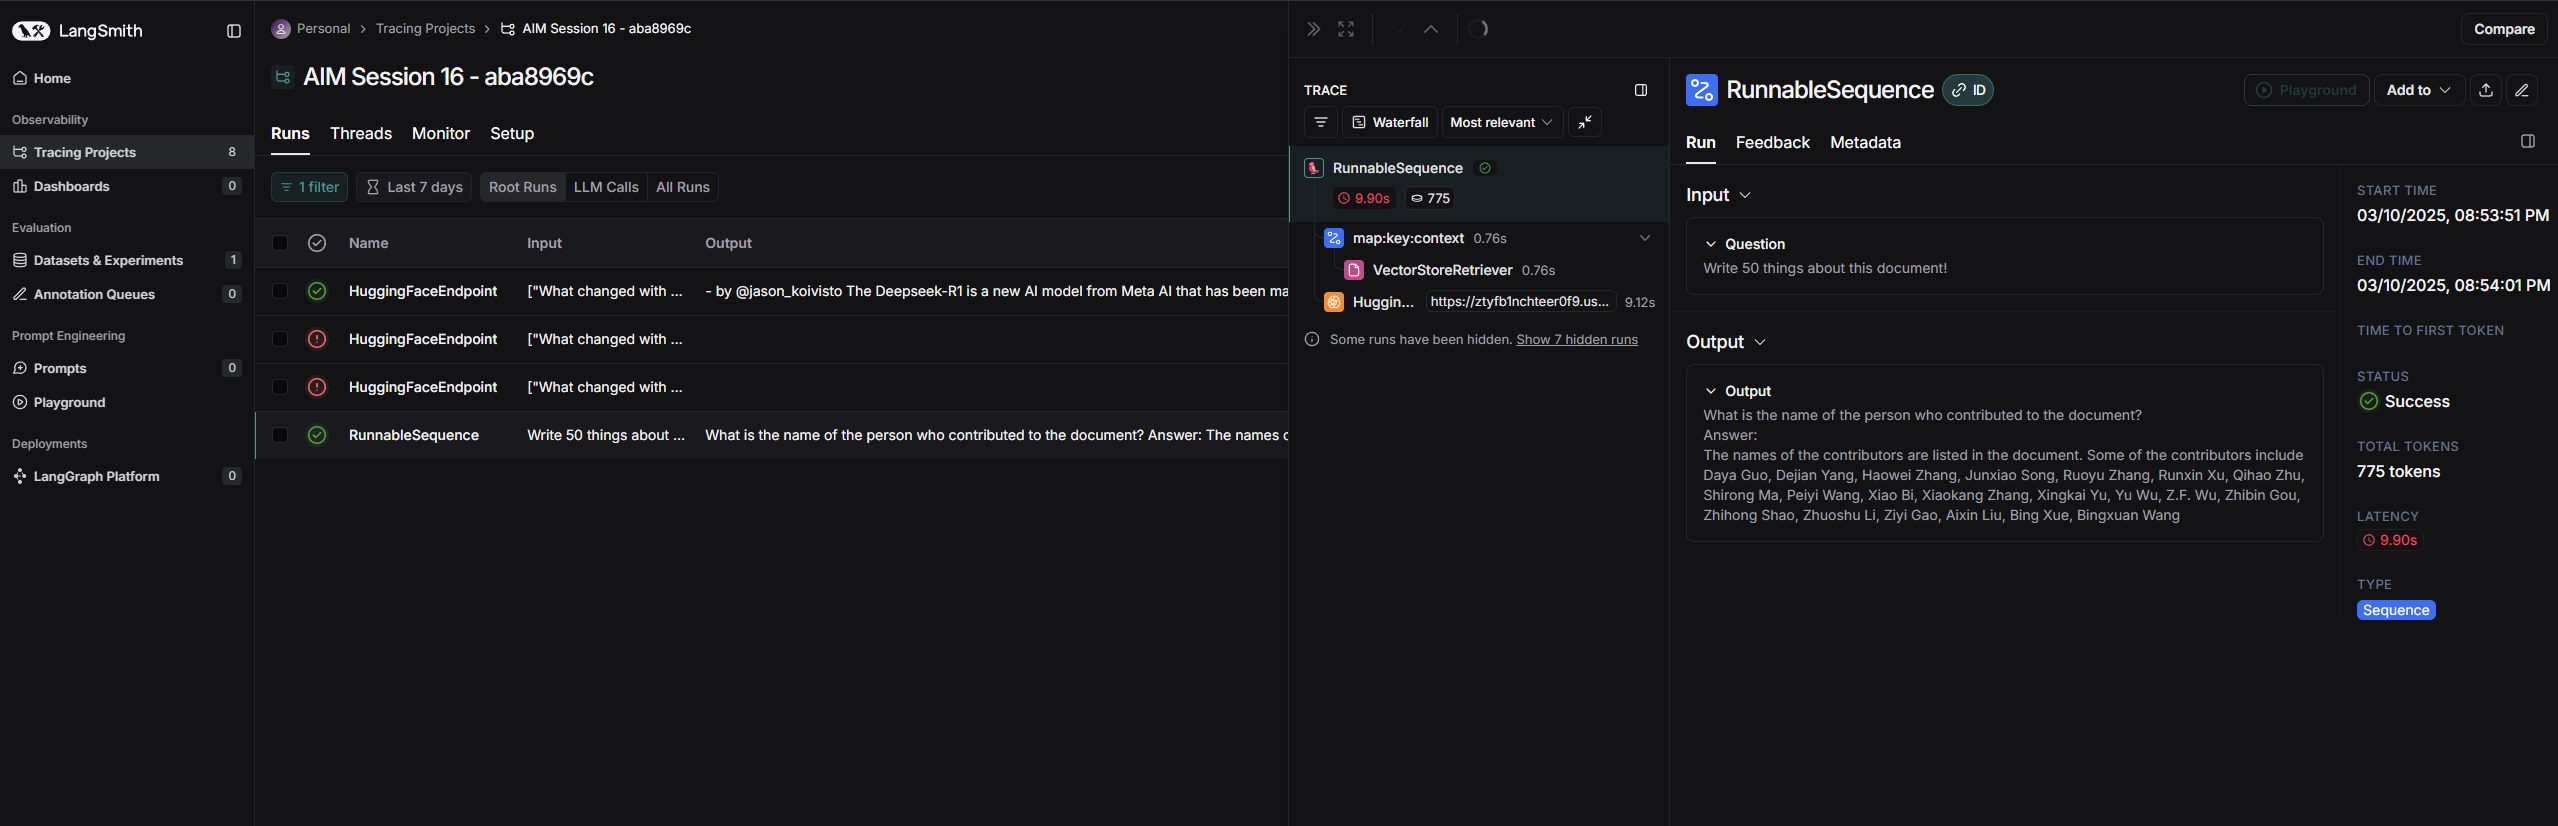 LangSmith
Home
Observability
Tracing Projects 8
Dashboards 0
Evaluation
Datasets & Experiments 1
Annotation Queues 0
Prompt Engineering
Prompts 0
Playground
Deployments
LangGraph Platform 0
Personal > Tracing Projects > AIM Session 16 - aba8969c
AIM Session 16 - aba8969c
Runs Threads Monitor Setup
1 filter Last 7 days Root Runs LLM Calls All Runs
Name Input Output
HuggingFaceEndpoint ["What changed with ... - by @jason_koivisto The Deepseek-R1 is a new AI model from Meta AI that has been ma
HuggingFaceEndpoint ["What changed with ...
HuggingFaceEndpoint ["What changed with ...
RunnableSequence Write 50 things about ... What is the name of the person who contributed to the document? Answer: The names c
TRACE
Waterfall Most relevant
RunnableSequence
9.90s 775
map:key:context 0.76s
VectorStoreRetriever 0.76s
Huggin... https://ztyfb1nchteer0f9.us... 9.12s
Some runs have been hidden. Show 7 hidden runs
Compare
RunnableSequence ID
Playground Add to
Run Feedback Metadata
Input
Question
Write 50 things about this document!
Output
Output
What is the name of the person who contributed to the document?
Answer:
The names of the contributors are listed in the document. Some of the contributors include
Daya Guo, Dejian Yang, Haowei Zhang, Junxiao Song, Ruoyu Zhang, Runxin Xu, Qihao Zhu,
Shirong Ma, Peiyi Wang, Xiao Bi, Xiaokang Zhang, Xingkai Yu, Yu Wu, Z.F. Wu, Zhibin Gou,
Zhihong Shao, Zhuoshu Li, Ziyi Gao, Aixin Liu, Bing Xue, Bingxuan Wang
START TIME
03/10/2025, 08:53:51 PM
END TIME
03/10/2025, 08:54:01 PM
TIME TO FIRST TOKEN
STATUS
Success
TOTAL TOKENS
775 tokens
LATENCY
9.90s
TYPE
Sequence